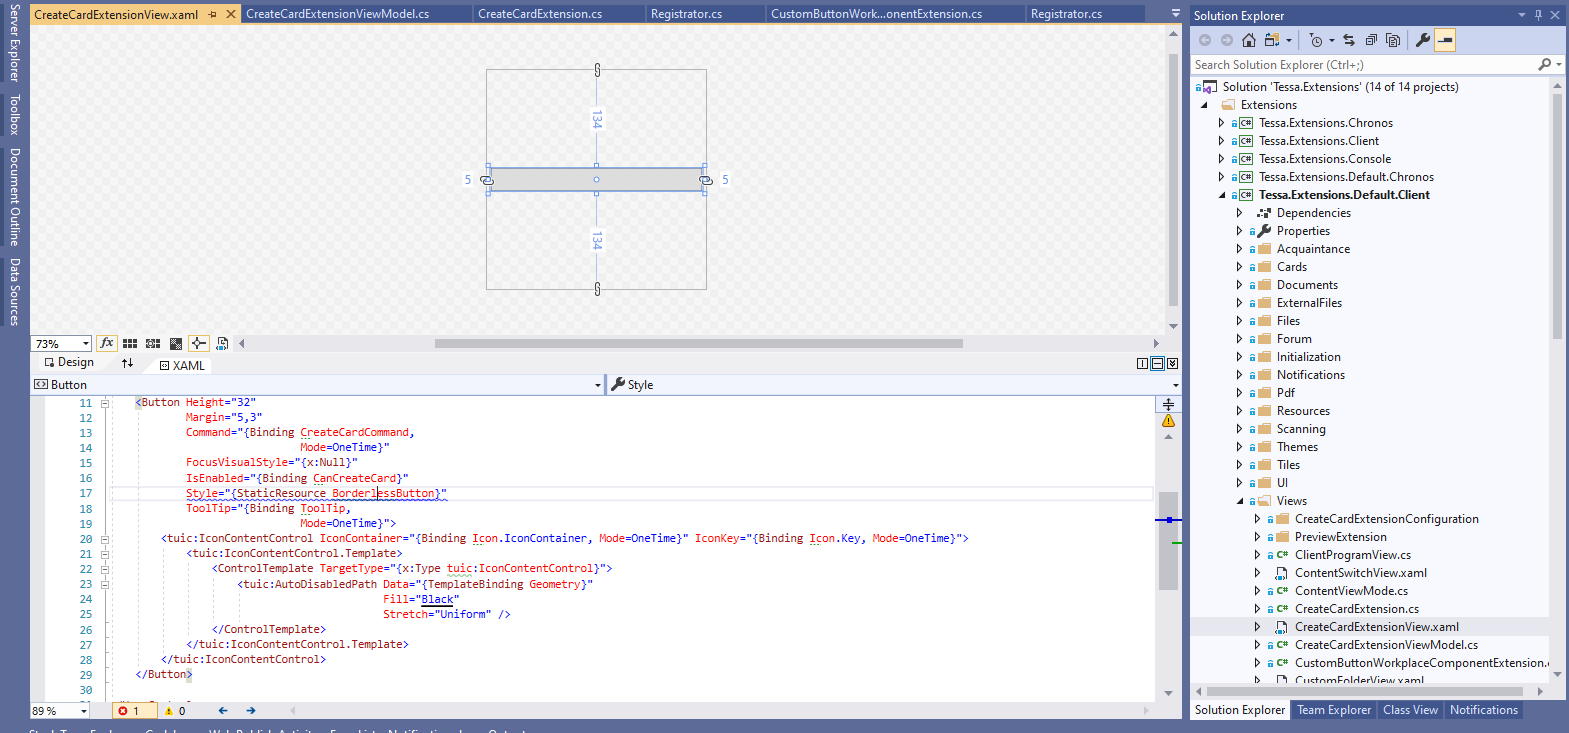 Server Explorer
Toolbox
Document Outline
Data Sources
CreateCardExtensionView.xaml
CreateCardExtensionViewModel.cs
CreateCardExtension.cs
Registrator.cs
CustomButtonWork...onentExtension.cs
Registrator.cs
134
5
5
134
73%
fx
Design
XAML
Button
Style
11 <Button Height="32"
12 Margin="5,3"
13 Command="{Binding CreateCardCommand,
14 Mode=OneTime}"
15 FocusVisualStyle="{x:Null}"
16 IsEnabled="{Binding CanCreateCard}"
17 Style="{StaticResource BorderlessButton}"
18 ToolTip="{Binding ToolTip,
19 Mode=OneTime}">
20 <tuic:IconContentControl IconContainer="{Binding Icon.IconContainer, Mode=OneTime}" IconKey="{Binding Icon.Key, Mode=OneTime}">
21 <tuic:IconContentControl.Template>
22 <ControlTemplate TargetType="{x:Type tuic:IconContentControl}">
23 <tuic:AutoDisabledPath Data="{TemplateBinding Geometry}"
24 Fill="Black"
25 Stretch="Uniform" />
26 </ControlTemplate>
27 </tuic:IconContentControl.Template>
28 </tuic:IconContentControl>
29 </Button>
30
89 %
1
0
Solution Explorer
Search Solution Explorer (Ctrl+;)
Solution 'Tessa.Extensions' (14 of 14 projects)
Extensions
C# Tessa.Extensions.Chronos
C# Tessa.Extensions.Client
C# Tessa.Extensions.Console
C# Tessa.Extensions.Default.Chronos
C# Tessa.Extensions.Default.Client
Dependencies
Properties
Acquaintance
Cards
Documents
ExternalFiles
Files
Forum
Initialization
Notifications
Pdf
Resources
Scanning
Themes
Tiles
UI
Views
CreateCardExtensionConfiguration
PreviewExtension
C# ClientProgramView.cs
ContentSwitchView.xaml
C# ContentViewMode.cs
C# CreateCardExtension.cs
CreateCardExtensionView.xaml
C# CreateCardExtensionViewModel.cs
C# CustomButtonWorkplaceComponentExtension.
CustomFolderView.xaml
Solution Explorer
Team Explorer
Class View
Notifications